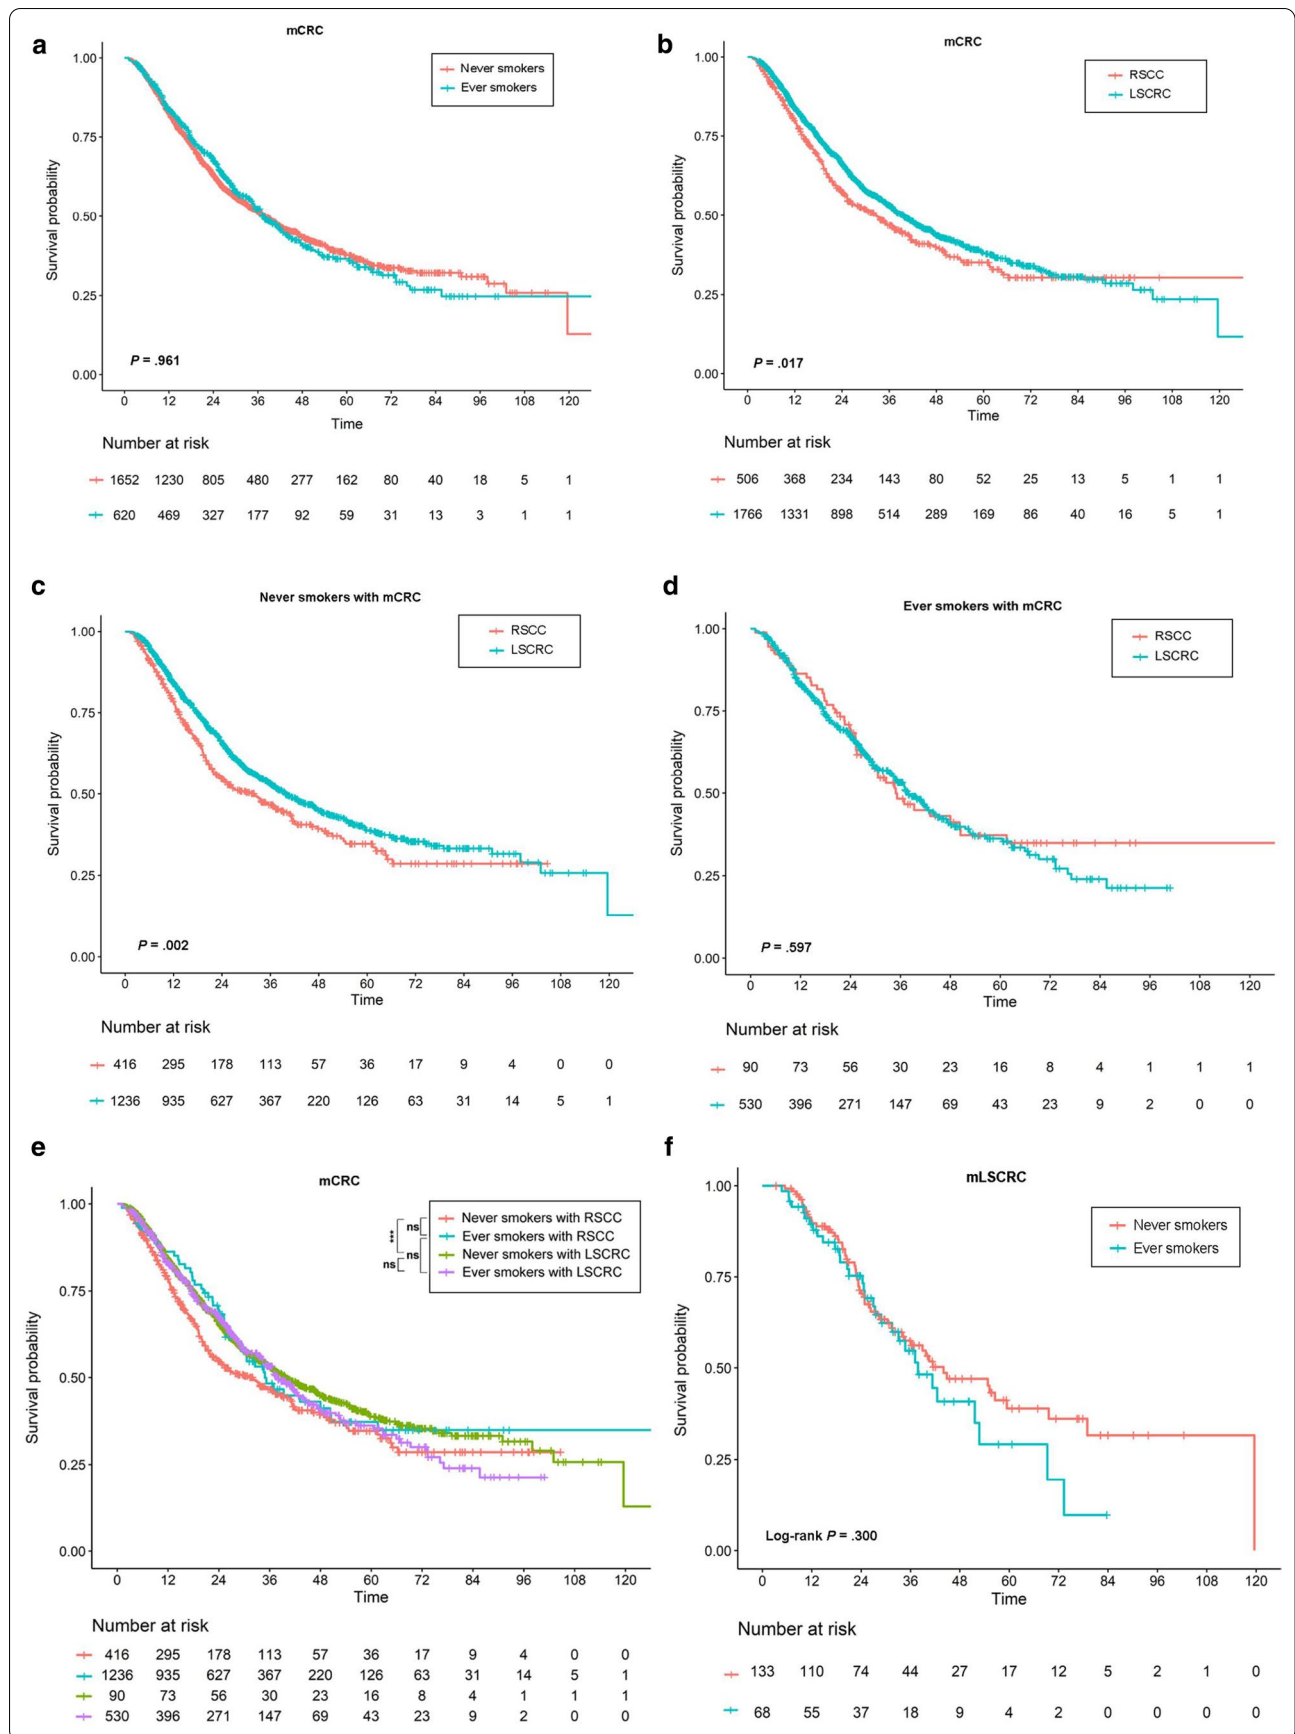 a
mCRC
Never smokers
Ever smokers
1.00
0.75
0.50
0.25
0.00
Survival probability
P = .961
0 12 24 36 48 60 72 84 96 108 120
Time
Number at risk
1652 1230 805 480 277 162 80 40 18 5 1
620 469 327 177 92 59 31 13 3 1 1
b
mCRC
RSCC
LSCRC
1.00
0.75
0.50
0.25
0.00
Survival probability
P = .017
0 12 24 36 48 60 72 84 96 108 120
Time
Number at risk
506 368 234 143 80 52 25 13 5 1 1
1766 1331 898 514 289 169 86 40 16 5 1
c
Never smokers with mCRC
RSCC
LSCRC
1.00
0.75
0.50
0.25
0.00
Survival probability
P = .002
0 12 24 36 48 60 72 84 96 108 120
Time
Number at risk
416 295 178 113 57 36 17 9 4 0 0
1236 935 627 367 220 126 63 31 14 5 1
d
Ever smokers with mCRC
RSCC
LSCRC
1.00
0.75
0.50
0.25
0.00
Survival probability
P = .597
0 12 24 36 48 60 72 84 96 108 120
Time
Number at risk
90 73 56 30 23 16 8 4 1 1 1
530 396 271 147 69 43 23 9 2 0 0
e
mCRC
Never smokers with RSCC
Ever smokers with RSCC
Never smokers with LSCRC
Ever smokers with LSCRC
ns
***
ns
ns
1.00
0.75
0.50
0.25
0.00
Survival probability
0 12 24 36 48 60 72 84 96 108 120
Time
Number at risk
416 295 178 113 57 36 17 9 4 0 0
1236 935 627 367 220 126 63 31 14 5 1
90 73 56 30 23 16 8 4 1 1 1
530 396 271 147 69 43 23 9 2 0 0
f
mLSCRC
Never smokers
Ever smokers
1.00
0.75
0.50
0.25
0.00
Survival probability
Log-rank P = .300
0 12 24 36 48 60 72 84 96 108 120
Time
Number at risk
133 110 74 44 27 17 12 5 2 1 0
68 55 37 18 9 4 2 0 0 0 0